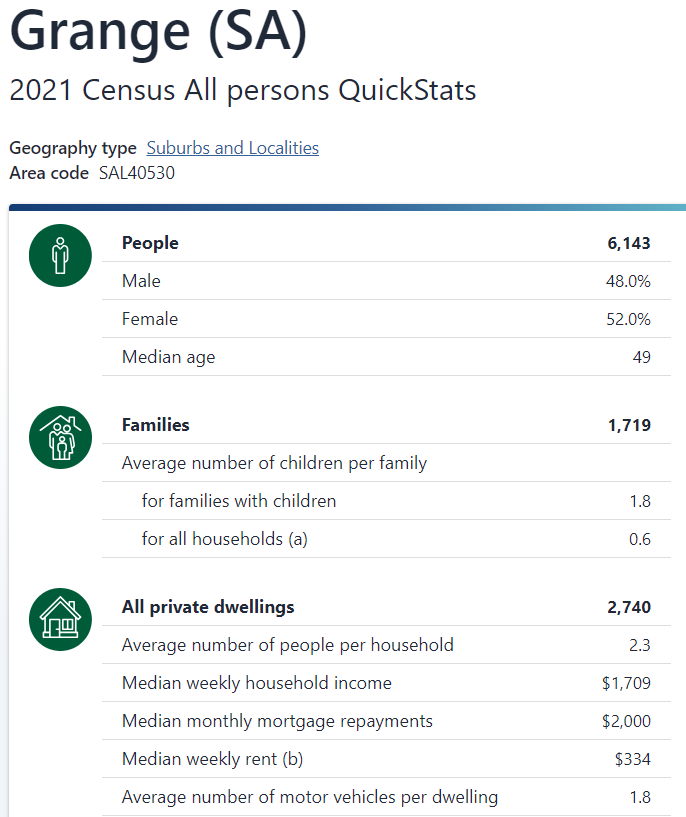 Grange (SA)
2021 Census All persons QuickStats
Geography type Suburbs and Localities
Area code SAL40530
People 6,143
Male 48.0%
Female 52.0%
Median age 49
Families 1,719
Average number of children per family
for families with children 1.8
for all households (a) 0.6
All private dwellings 2,740
Average number of people per household 2.3
Median weekly household income $1,709
Median monthly mortgage repayments $2,000
Median weekly rent (b) $334
Average number of motor vehicles per dwelling 1.8